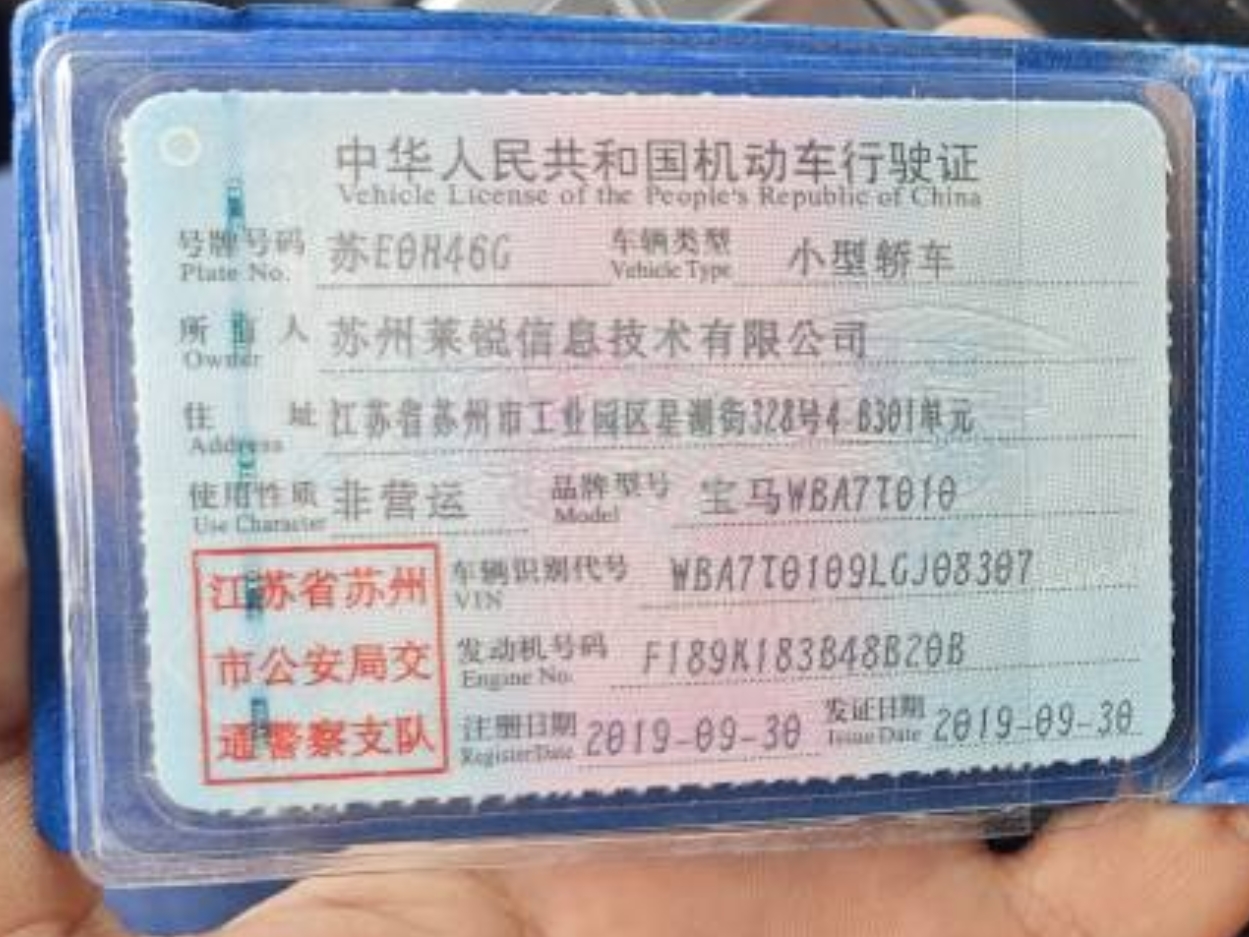 中华人民共和国机动车行驶证
Vehicle License of the People's Republic of China
号牌号码 苏E0H46G 车辆类型 小型轿车
Plate No. Vehicle Type
所有人 苏州莱锐信息技术有限公司
Owner
住址 江苏省苏州市工业园区星湖街328号4-B301单元
Address
使用性质 非营运 品牌型号 宝马WBA7T010
Use Character Model
江苏省苏州
市公安局交
通警察支队
车辆识别代号 WBA7T0109LGJ08307
VIN
发动机号码 F189K183B48B20B
Engine No.
注册日期 2019-09-30 发证日期 2019-09-30
Register Date Issue Date